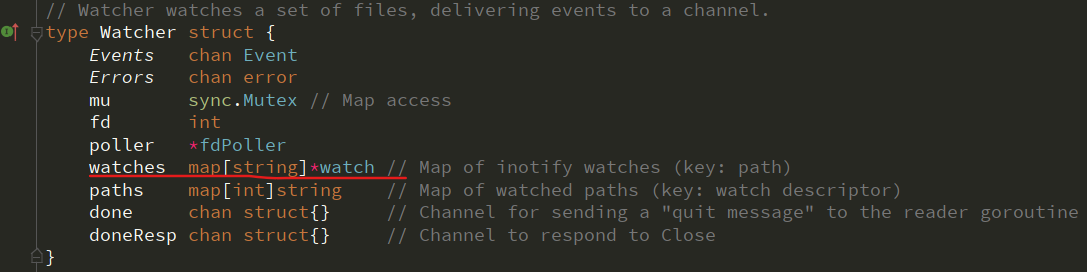 // Watcher watches a set of files, delivering events to a channel.
type Watcher struct {
    Events   chan Event
    Errors   chan error
    mu       sync.Mutex // Map access
    fd       int
    poller   *fdPoller
    watches  map[string]*watch // Map of inotify watches (key: path)
    paths    map[int]string    // Map of watched paths (key: watch descriptor)
    done     chan struct{}     // Channel for sending a "quit message" to the reader goroutine
    doneResp chan struct{}     // Channel to respond to Close
}